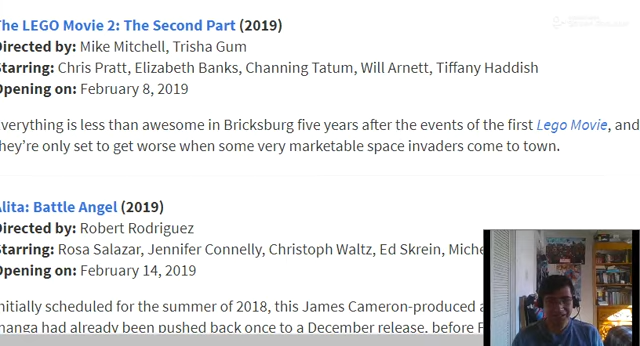 The LEGO Movie 2: The Second Part (2019)
Directed by: Mike Mitchell, Trisha Gum
Starring: Chris Pratt, Elizabeth Banks, Channing Tatum, Will Arnett, Tiffany Haddish
Opening on: February 8, 2019
verything is less than awesome in Bricksburg five years after the events of the first Lego Movie, and
hey're only set to get worse when some very marketable space invaders come to town.
Alita: Battle Angel (2019)
Directed by: Robert Rodriguez
Starring: Rosa Salazar, Jennifer Connelly, Christoph Waltz, Ed Skrein, Miche
Opening on: February 14, 2019
nitially scheduled for the summer of 2018, this James Cameron-produced a
manga had already been pushed back once to a December release, before F